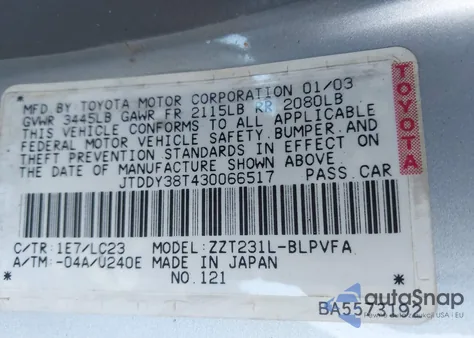 MFD.BY:TOYOTA MOTOR CORPORATION 01/03
GVWR 3445LB GAWR FR 2115LB RR 2080LB
THIS VEHICLE CONFORMS TO ALL APPLICABLE
FEDERAL MOTOR VEHICLE SAFETY,BUMPER,AND
THEFT PREVENTION STANDARDS IN EFFECT ON
THE DATE OF MANUFACTURE SHOWN ABOVE.
JTDDY38T430066517 PASS.CAR
TOYOTA
C/TR:1E7/LC23 MODEL:ZZT231L-BLPVFA
A/TM:-04A/U240E MADE IN JAPAN
* NO.121 *
BA5573192
autoSnap